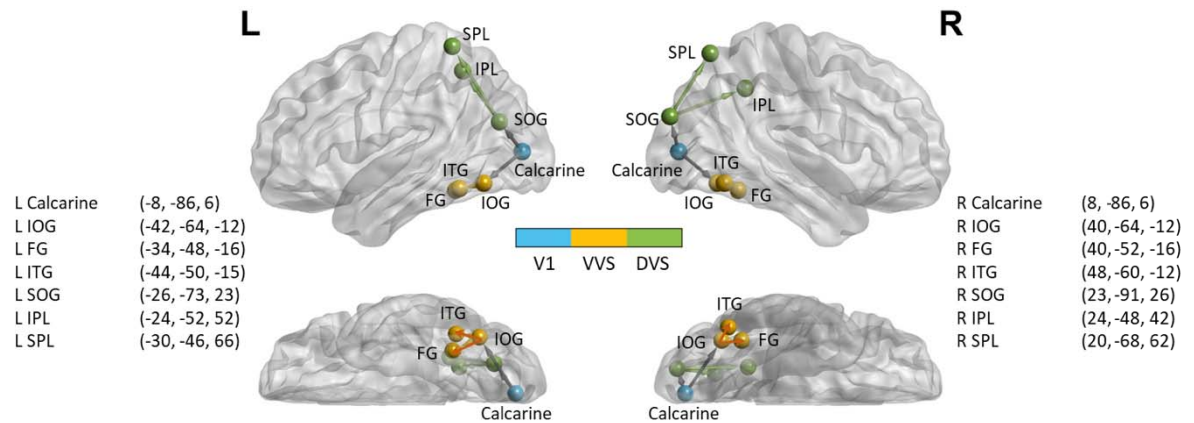 L
R
SPL
IPL
SOG
Calcarine
ITG
FG
IOG
SPL
IPL
SOG
Calcarine
ITG
IOG
FG
L Calcarine (-8, -86, 6)
L IOG (-42, -64, -12)
L FG (-34, -48, -16)
L ITG (-44, -50, -15)
L SOG (-26, -73, 23)
L IPL (-24, -52, 52)
L SPL (-30, -46, 66)
R Calcarine (8, -86, 6)
R IOG (40, -64, -12)
R FG (40, -52, -16)
R ITG (48, -60, -12)
R SOG (23, -91, 26)
R IPL (24, -48, 42)
R SPL (20, -68, 62)
V1 VVS DVS
ITG
IOG
FG
Calcarine
ITG
IOG
FG
Calcarine